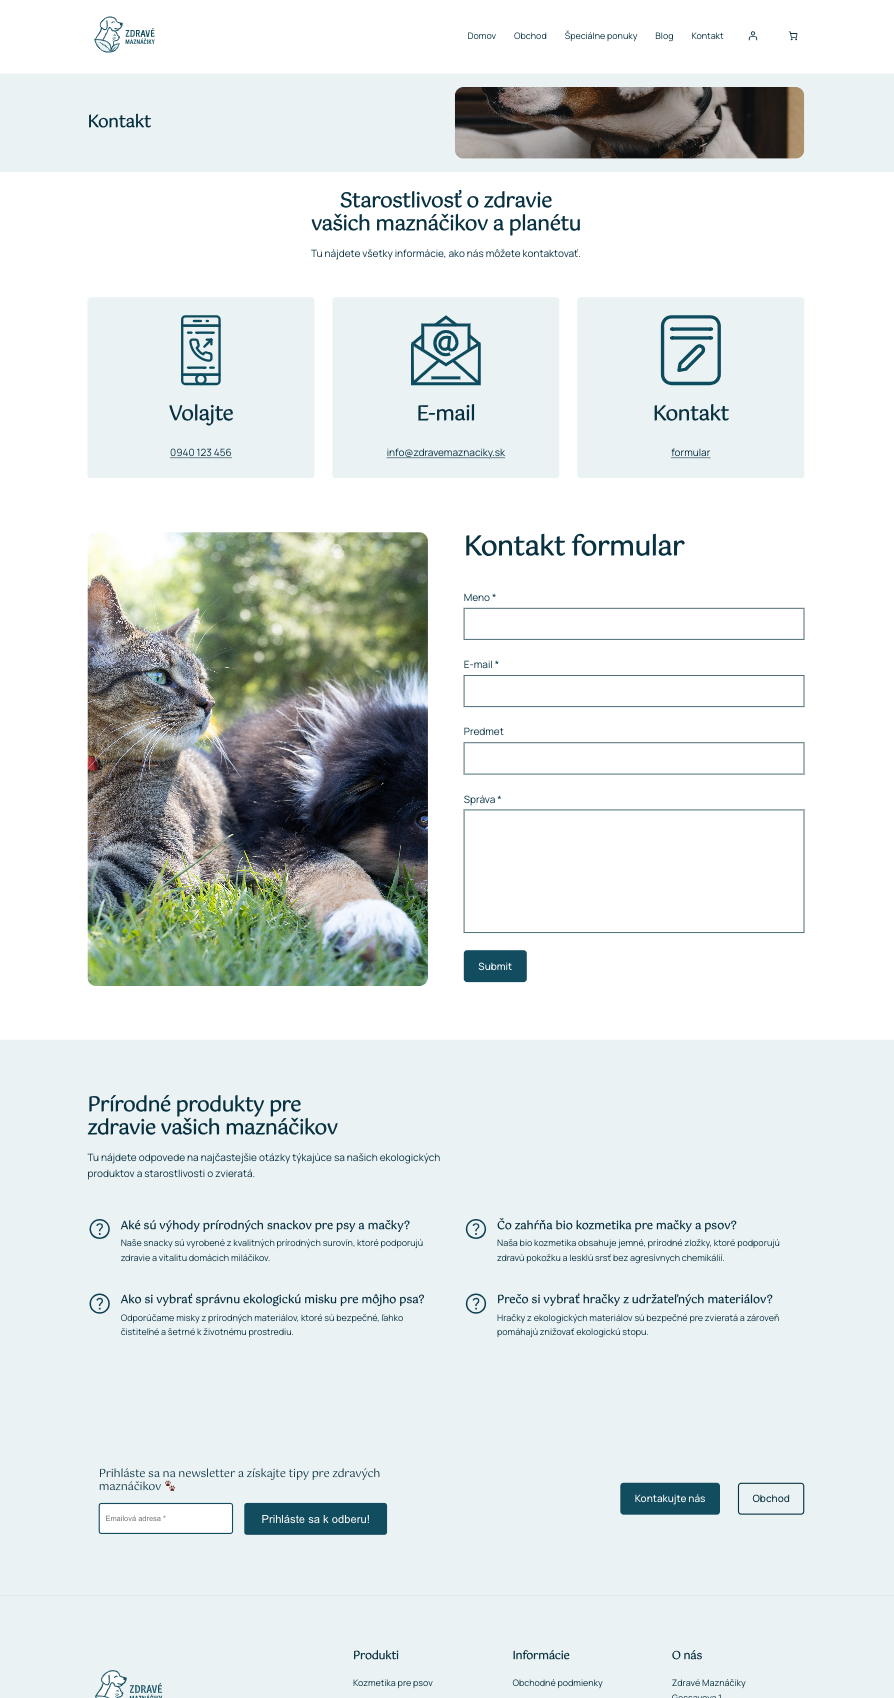 ZDRAVÉ
MAZNÁČIKY
Domov Obchod Špeciálne ponuky Blog Kontakt
Kontakt
Starostlivosť o zdravie
vašich maznáčikov a planétu
Tu nájdete všetky informácie, ako nás môžete kontaktovať.
@
Volajte
0940 123 456
E-mail
info@zdravemaznaciky.sk
Kontakt
formular
Kontakt formular
Meno *
E-mail *
Predmet
Správa *
Submit
Prírodné produkty pre
zdravie vašich maznáčikov
Tu nájdete odpovede na najčastejšie otázky týkajúce sa našich ekologických
produktov a starostlivosti o zvieratá.
Aké sú výhody prírodných snackov pre psy a mačky?
Naše snacky sú vyrobené z kvalitných prírodných surovín, ktoré podporujú
zdravie a vitalitu domácich miláčikov.
Čo zahŕňa bio kozmetika pre mačky a psov?
Naša bio kozmetika obsahuje jemné, prírodné zložky, ktoré podporujú
zdravú pokožku a lesklú srsť bez agresívnych chemikálií.
Ako si vybrať správnu ekologickú misku pre môjho psa?
Odporúčame misky z prírodných materiálov, ktoré sú bezpečné, ľahko
čistiteľné a šetrné k životnému prostrediu.
Prečo si vybrať hračky z udržateľných materiálov?
Hračky z ekologických materiálov sú bezpečné pre zvieratá a zároveň
pomáhajú znižovať ekologickú stopu.
Prihláste sa na newsletter a získajte tipy pre zdravých
maznáčikov 🐾
Emailová adresa *
Prihláste sa k odberu!
Kontakujte nás
Obchod
ZDRAVÉ
MAZNÁČIKY
Produkti
Kozmetika pre psov
Informácie
Obchodné podmienky
O nás
Zdravé Maznáčiky